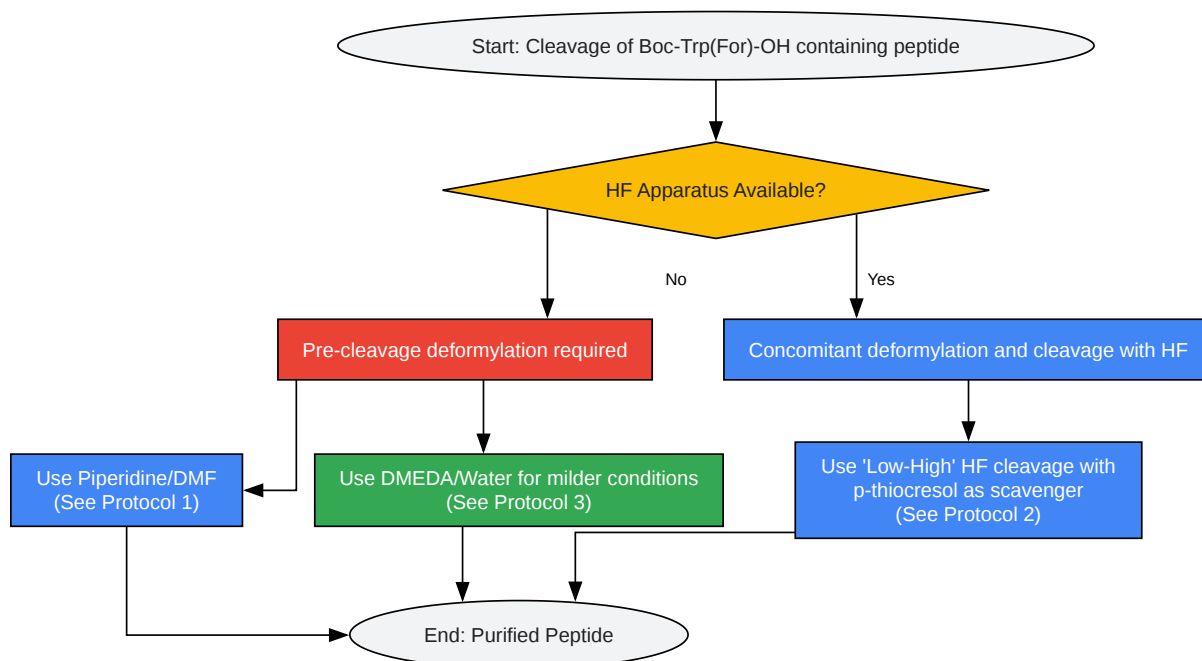 Start: Cleavage of Boc-Trp(For)-OH containing peptide
HF Apparatus Available?
No
Yes
Pre-cleavage deformylation required
Concomitant deformylation and cleavage with HF
Use Piperidine/DMF
(See Protocol 1)
Use DMEDA/Water for milder conditions
(See Protocol 3)
Use 'Low-High' HF cleavage with
p-thiocresol as scavenger
(See Protocol 2)
End: Purified Peptide